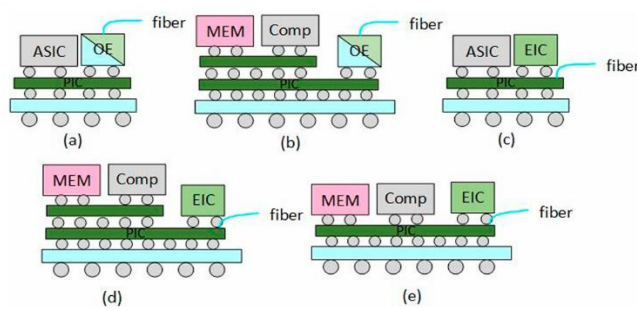 fiber
ASIC
OE
PIC
(a)
MEM
Comp
OE
fiber
PIC
(b)
ASIC
EIC
fiber
PIC
(c)
MEM
Comp
EIC
fiber
PIC
(d)
MEM
Comp
EIC
fiber
PIC
(e)